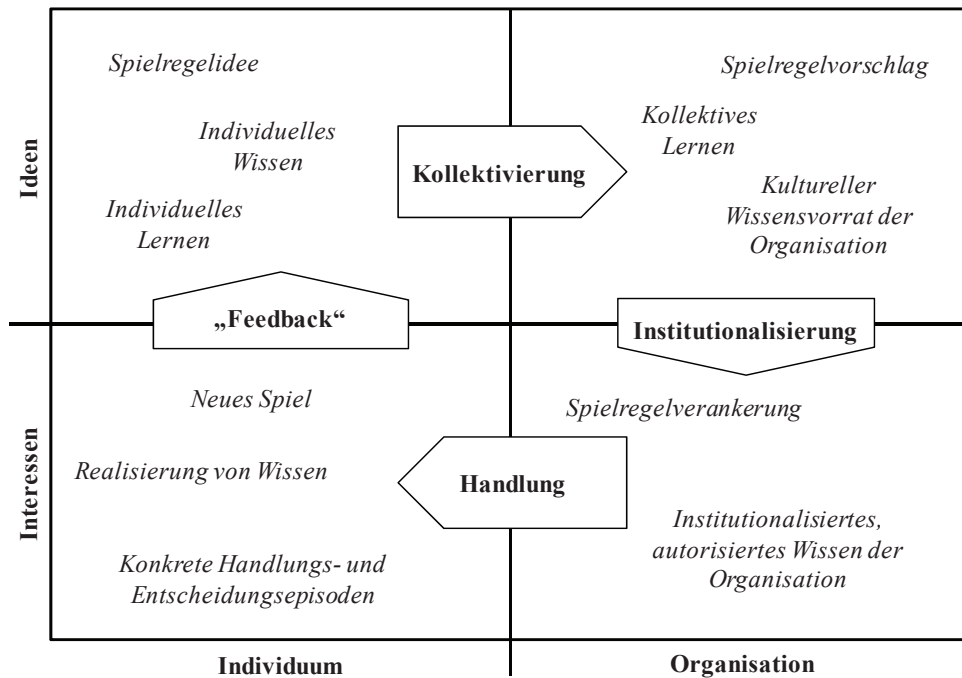 Spielregelidee
Individuelles
Wissen
Individuelles
Lernen
Kollektivierung
Spielregelvorschlag
Kollektives
Lernen
Kultureller
Wissensvorrat der
Organisation
Ideen
„Feedback“
Institutionalisierung
Neues Spiel
Realisierung von Wissen
Konkrete Handlungs- und
Entscheidungsepisoden
Handlung
Spielregelverankerung
Institutionalisiertes,
autorisiertes Wissen der
Organisation
Interessen
Individuum
Organisation